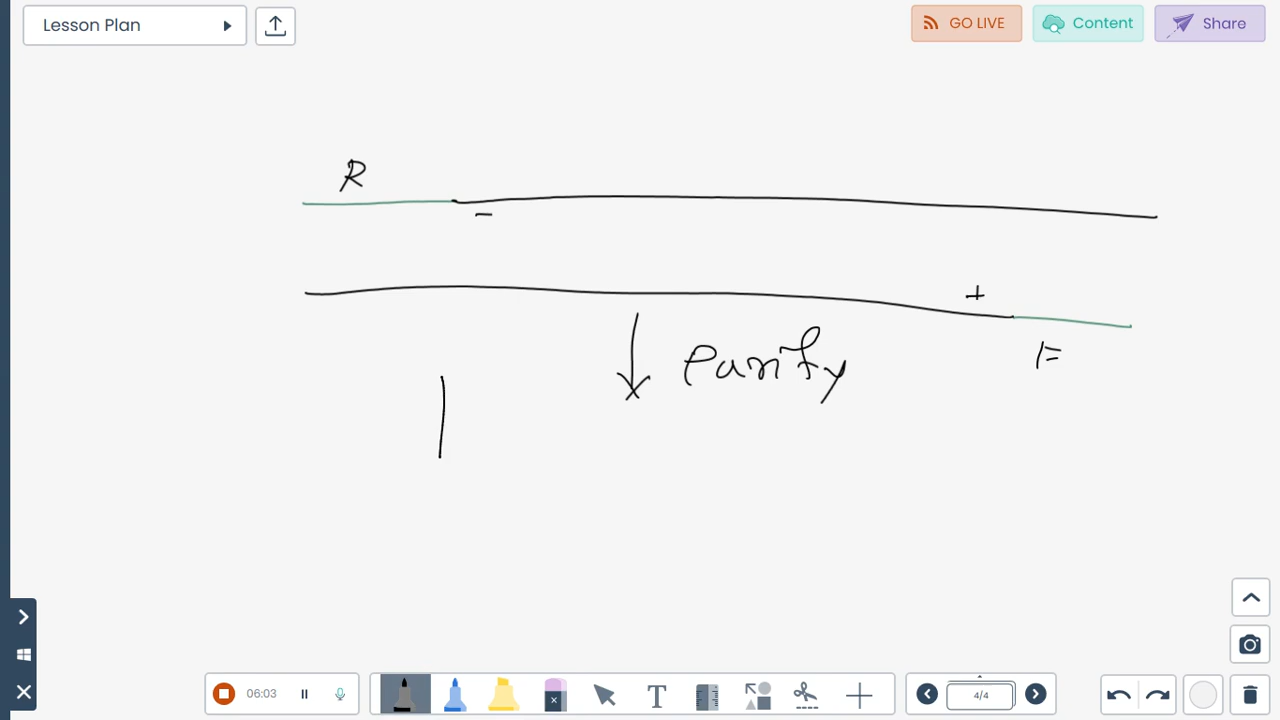 Lesson Plan
GO LIVE
Content
Share
R
-
+
Purify
F
06:03
T
4/4